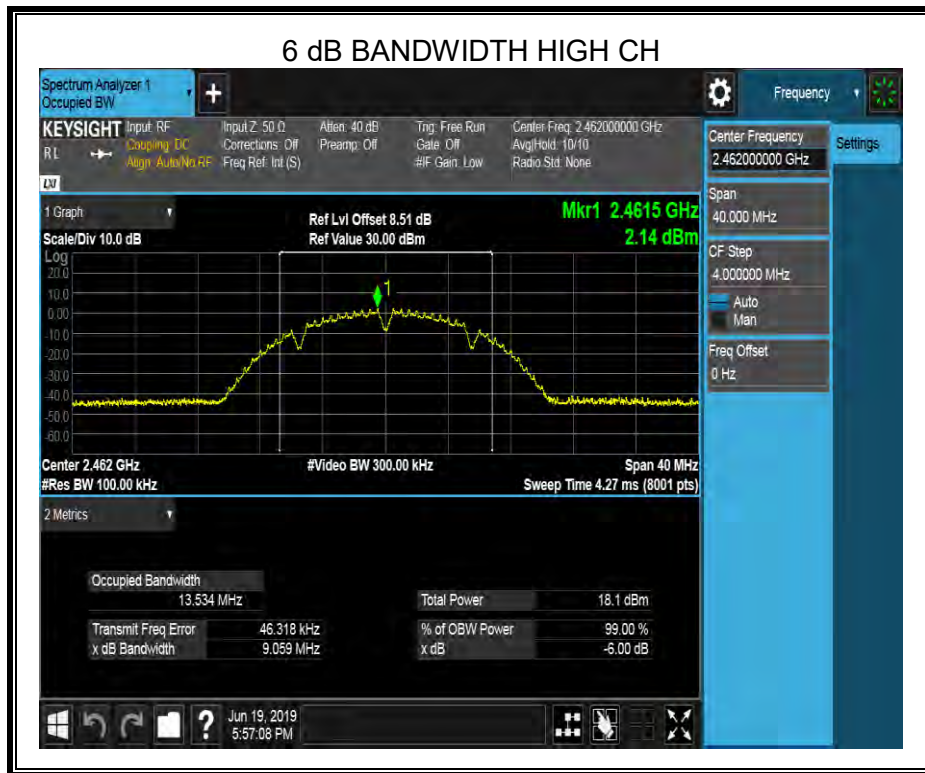 6 dB BANDWIDTH HIGH CH
Spectrum Analyzer 1
Occupied BW
+
Frequency
KEYSIGHT
RL
LXI
Input: RF
Coupling: DC
Align: Auto/No RF
Input Z: 50 Ω
Corrections: Off
Freq Ref: Int (S)
Atten: 40 dB
Preamp: Off
Trig: Free Run
Gate: Off
#IF Gain: Low
Center Freq: 2.462000000 GHz
Avg|Hold: 10/10
Radio Std: None
Center Frequency
2.462000000 GHz
Settings
Span
40.000 MHz
CF Step
4.000000 MHz
Auto
Man
Freq Offset
0 Hz
1 Graph
Scale/Div 10.0 dB
Ref Lvl Offset 8.51 dB
Ref Value 30.00 dBm
Mkr1 2.4615 GHz
2.14 dBm
Log
20.0
10.0
0.00
-10.0
-20.0
-30.0
-40.0
-50.0
-60.0
1
Center 2.462 GHz
#Video BW 300.00 kHz
Span 40 MHz
#Res BW 100.00 kHz
Sweep Time 4.27 ms (8001 pts)
2 Metrics
Occupied Bandwidth
13.534 MHz
Total Power 18.1 dBm
Transmit Freq Error 46.318 kHz
% of OBW Power 99.00 %
x dB Bandwidth 9.059 MHz
x dB -6.00 dB
?
Jun 19, 2019
5:57:08 PM